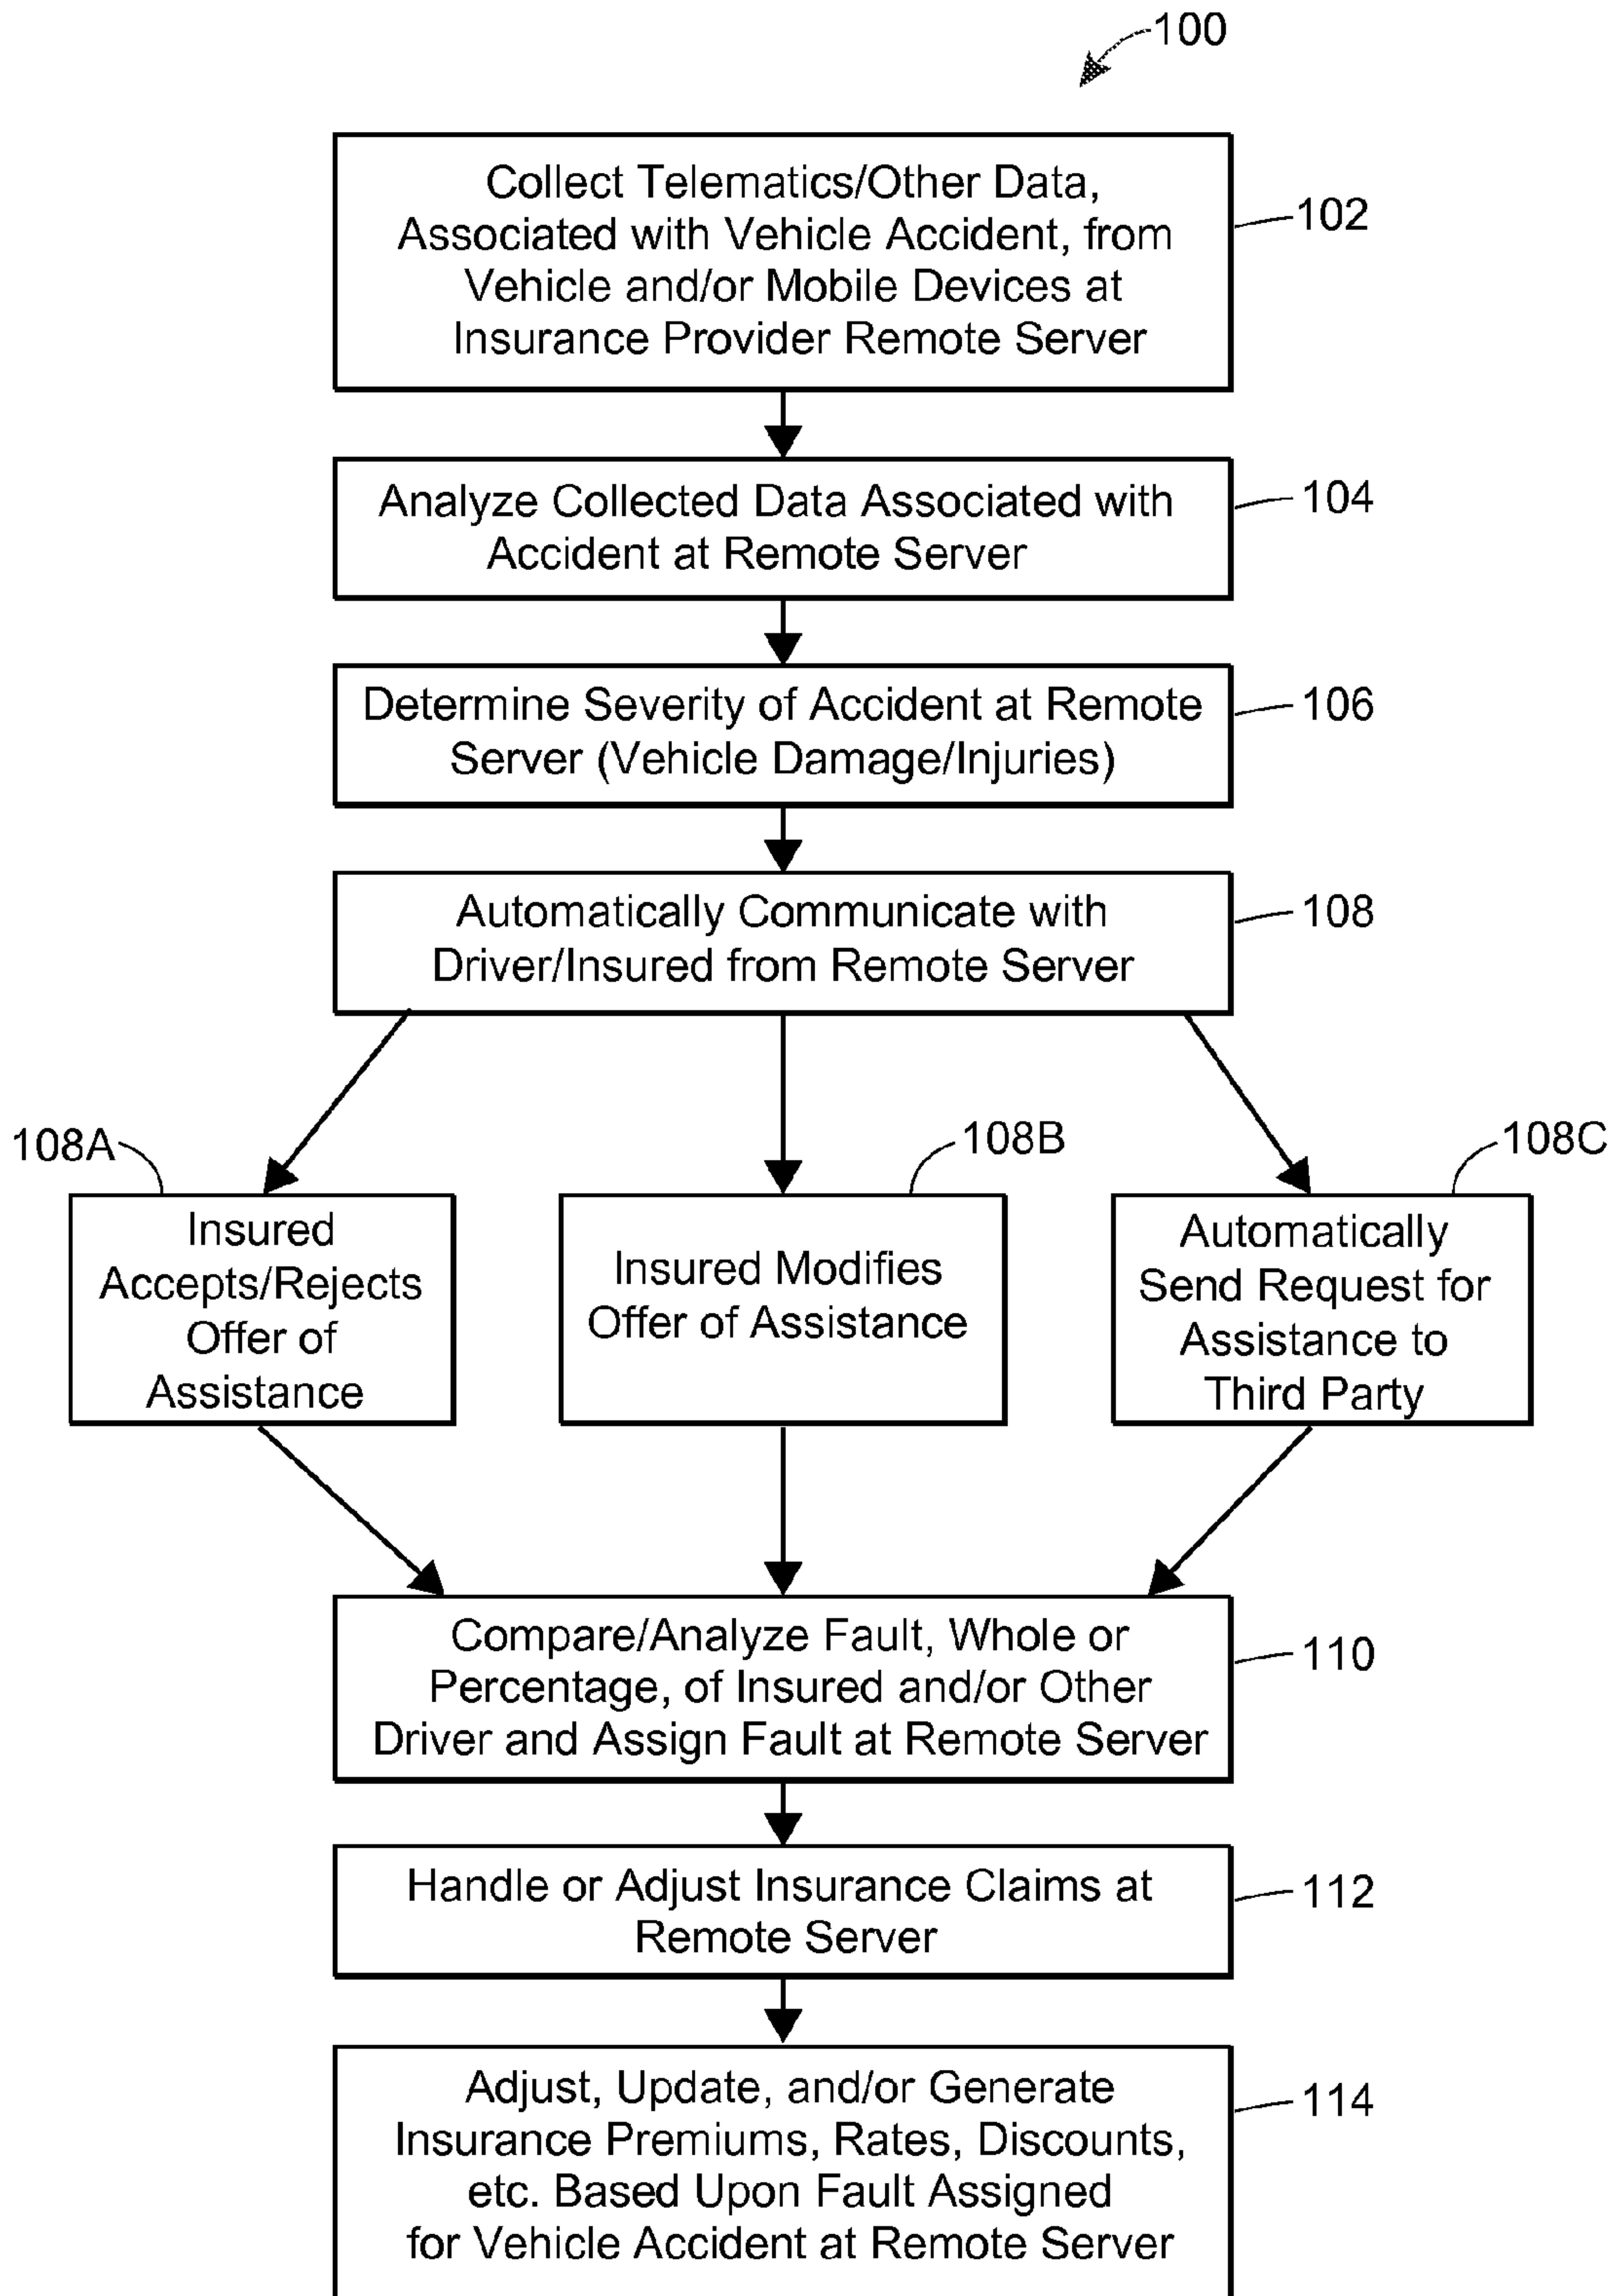 100
Collect Telematics/Other Data,
Associated with Vehicle Accident, from
Vehicle and/or Mobile Devices at
Insurance Provider Remote Server
102
Analyze Collected Data Associated with
Accident at Remote Server
104
Determine Severity of Accident at Remote
Server (Vehicle Damage/Injuries)
106
Automatically Communicate with
Driver/Insured from Remote Server
108
108A
Insured
Accepts/Rejects
Offer of
Assistance
108B
Insured Modifies
Offer of Assistance
108C
Automatically
Send Request for
Assistance to
Third Party
Compare/Analyze Fault, Whole or
Percentage, of Insured and/or Other
Driver and Assign Fault at Remote Server
110
Handle or Adjust Insurance Claims at
Remote Server
112
Adjust, Update, and/or Generate
Insurance Premiums, Rates, Discounts,
etc. Based Upon Fault Assigned
for Vehicle Accident at Remote Server
114